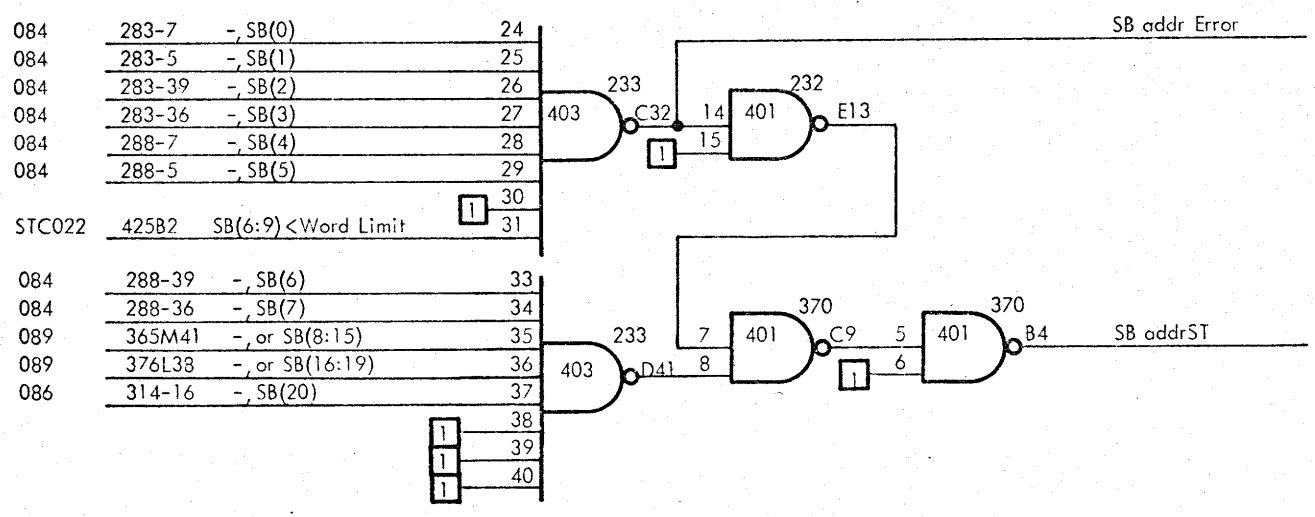 084 283-7 -, SB(0) 24 SB addr Error
084 283-5 -, SB(1) 25
084 283-39 -, SB(2) 26 233 232
084 283-36 -, SB(3) 27 403 C32 14 401 E13
084 288-7 -, SB(4) 28 1 15
084 288-5 -, SB(5) 29
1 30
STC022 425B2 SB(6:9)<Word Limit 31
084 288-39 -, SB(6) 33
084 288-36 -, SB(7) 34 370 370
089 365M41 -, or SB(8:15) 35 233 7 401 C9 5 401 B4 SB addrST
089 376L38 -, or SB(16:19) 36 403 D41 8 1 6
086 314-16 -, SB(20) 37
1 38
1 39
1 40